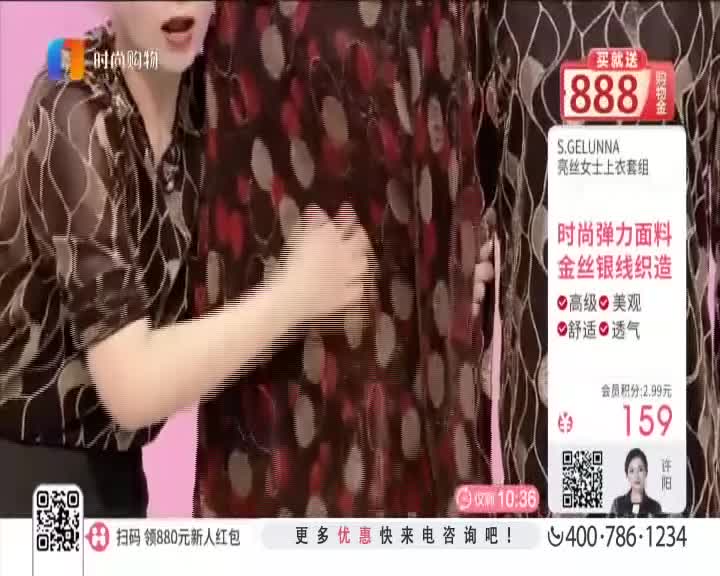 时尚购物
买就送
888
购物金
S.GELUNNA
亮丝女士上衣套组
时尚弹力面料
金丝银线织造
高级 美观
舒适 透气
会员积分:2.99元
¥ 159
许阳
仅剩 10:36
扫码 领880元新人红包
更多优惠快来电咨询吧!
400-786-1234